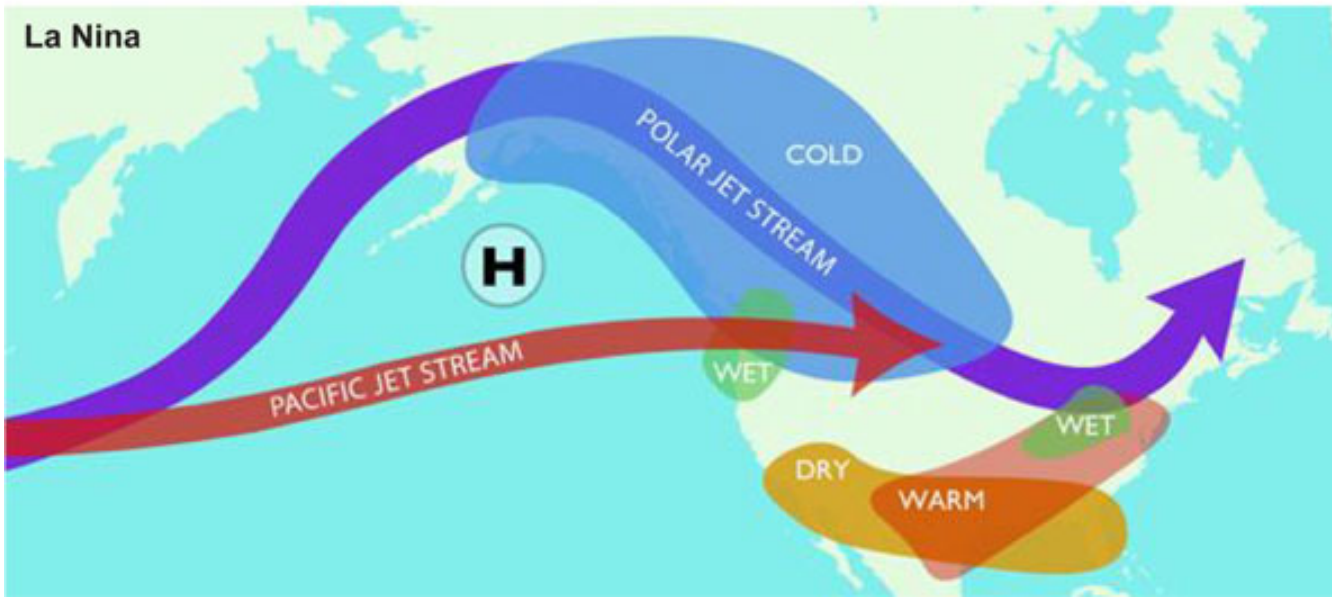 La Nina
POLAR JET STREAM
COLD
H
PACIFIC JET STREAM
WET
WET
DRY
WARM